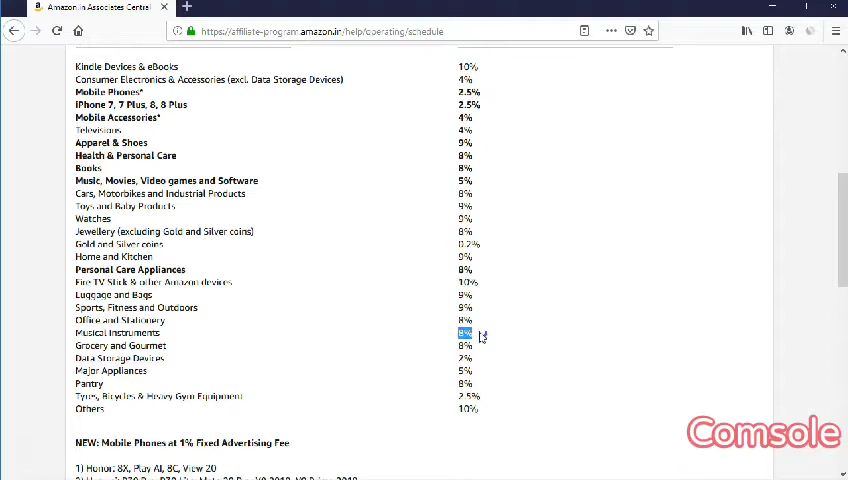 Amazon.in Associates Central
https://affiliate-program.amazon.in/help/operating/schedule
Kindle Devices & eBooks 10%
Consumer Electronics & Accessories (excl. Data Storage Devices) 4%
Mobile Phones* 2.5%
iPhone 7, 7 Plus, 8, 8 Plus 2.5%
Mobile Accessories* 4%
Televisions 4%
Apparel & Shoes 9%
Health & Personal Care 8%
Books 8%
Music, Movies, Video games and Software 5%
Cars, Motorbikes and Industrial Products 8%
Toys and Baby Products 9%
Watches 9%
Jewellery (excluding Gold and Silver coins) 8%
Gold and Silver coins 0.2%
Home and Kitchen 9%
Personal Care Appliances 8%
Fire TV Stick & other Amazon devices 10%
Luggage and Bags 9%
Sports, Fitness and Outdoors 9%
Office and Stationery 8%
Musical Instruments 8%
Grocery and Gourmet 8%
Data Storage Devices 2%
Major Appliances 5%
Pantry 8%
Tyres, Bicycles & Heavy Gym Equipment 2.5%
Others 10%
Comsole
NEW: Mobile Phones at 1% Fixed Advertising Fee
1) Honor: 8X, Play AI, 8C, View 20